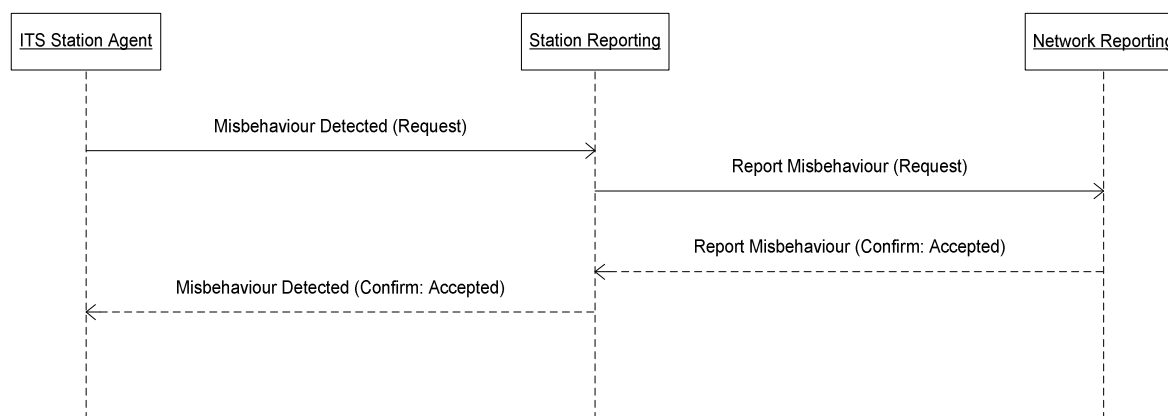 ITS Station Agent
Station Reporting
Network Reporting
Misbehaviour Detected (Request)
Report Misbehaviour (Request)
Report Misbehaviour (Confirm: Accepted)
Misbehaviour Detected (Confirm: Accepted)